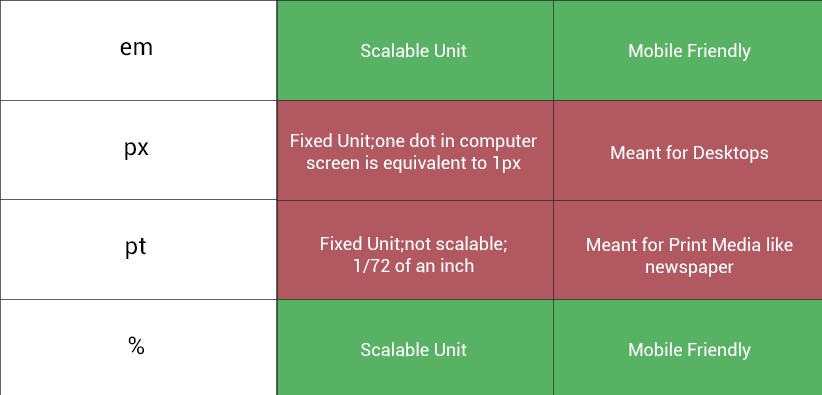 em
Scalable Unit
Mobile Friendly
px
Fixed Unit;one dot in computer
screen is equivalent to 1px
Meant for Desktops
pt
Fixed Unit;not scalable;
1/72 of an inch
Meant for Print Media like
newspaper
%
Scalable Unit
Mobile Friendly